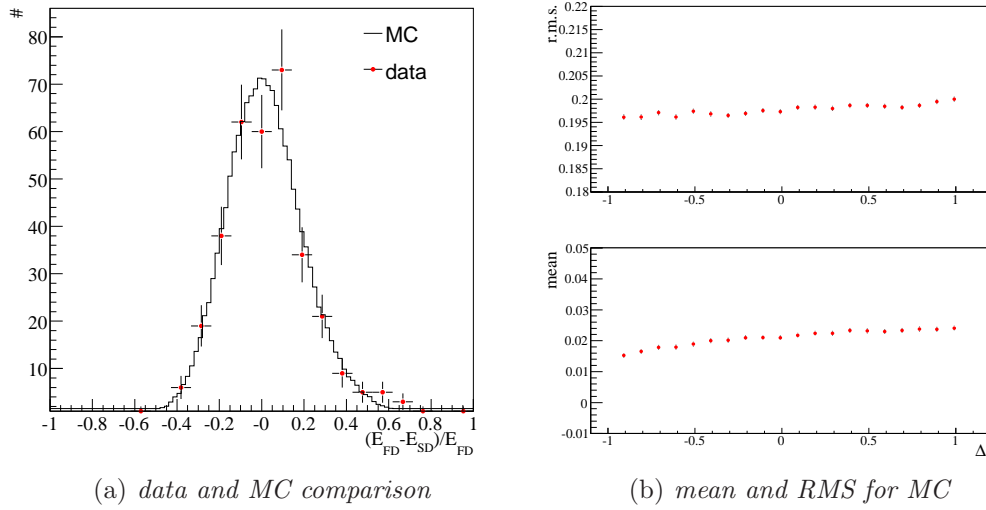 #
80
70
60
50
40
30
20
10
MC
data
-1 -0.8 -0.6 -0.4 -0.2 -0 0.2 0.4 0.6 0.8 1
(E_FD-E_SD)/E_FD
(a) data and MC comparison
r.m.s.
0.22
0.215
0.21
0.205
0.2
0.195
0.19
0.185
0.18
-1 -0.5 0 0.5 1
mean
0.05
0.04
0.03
0.02
0.01
0
-0.01
-1 -0.5 0 0.5 1
Δ
(b) mean and RMS for MC